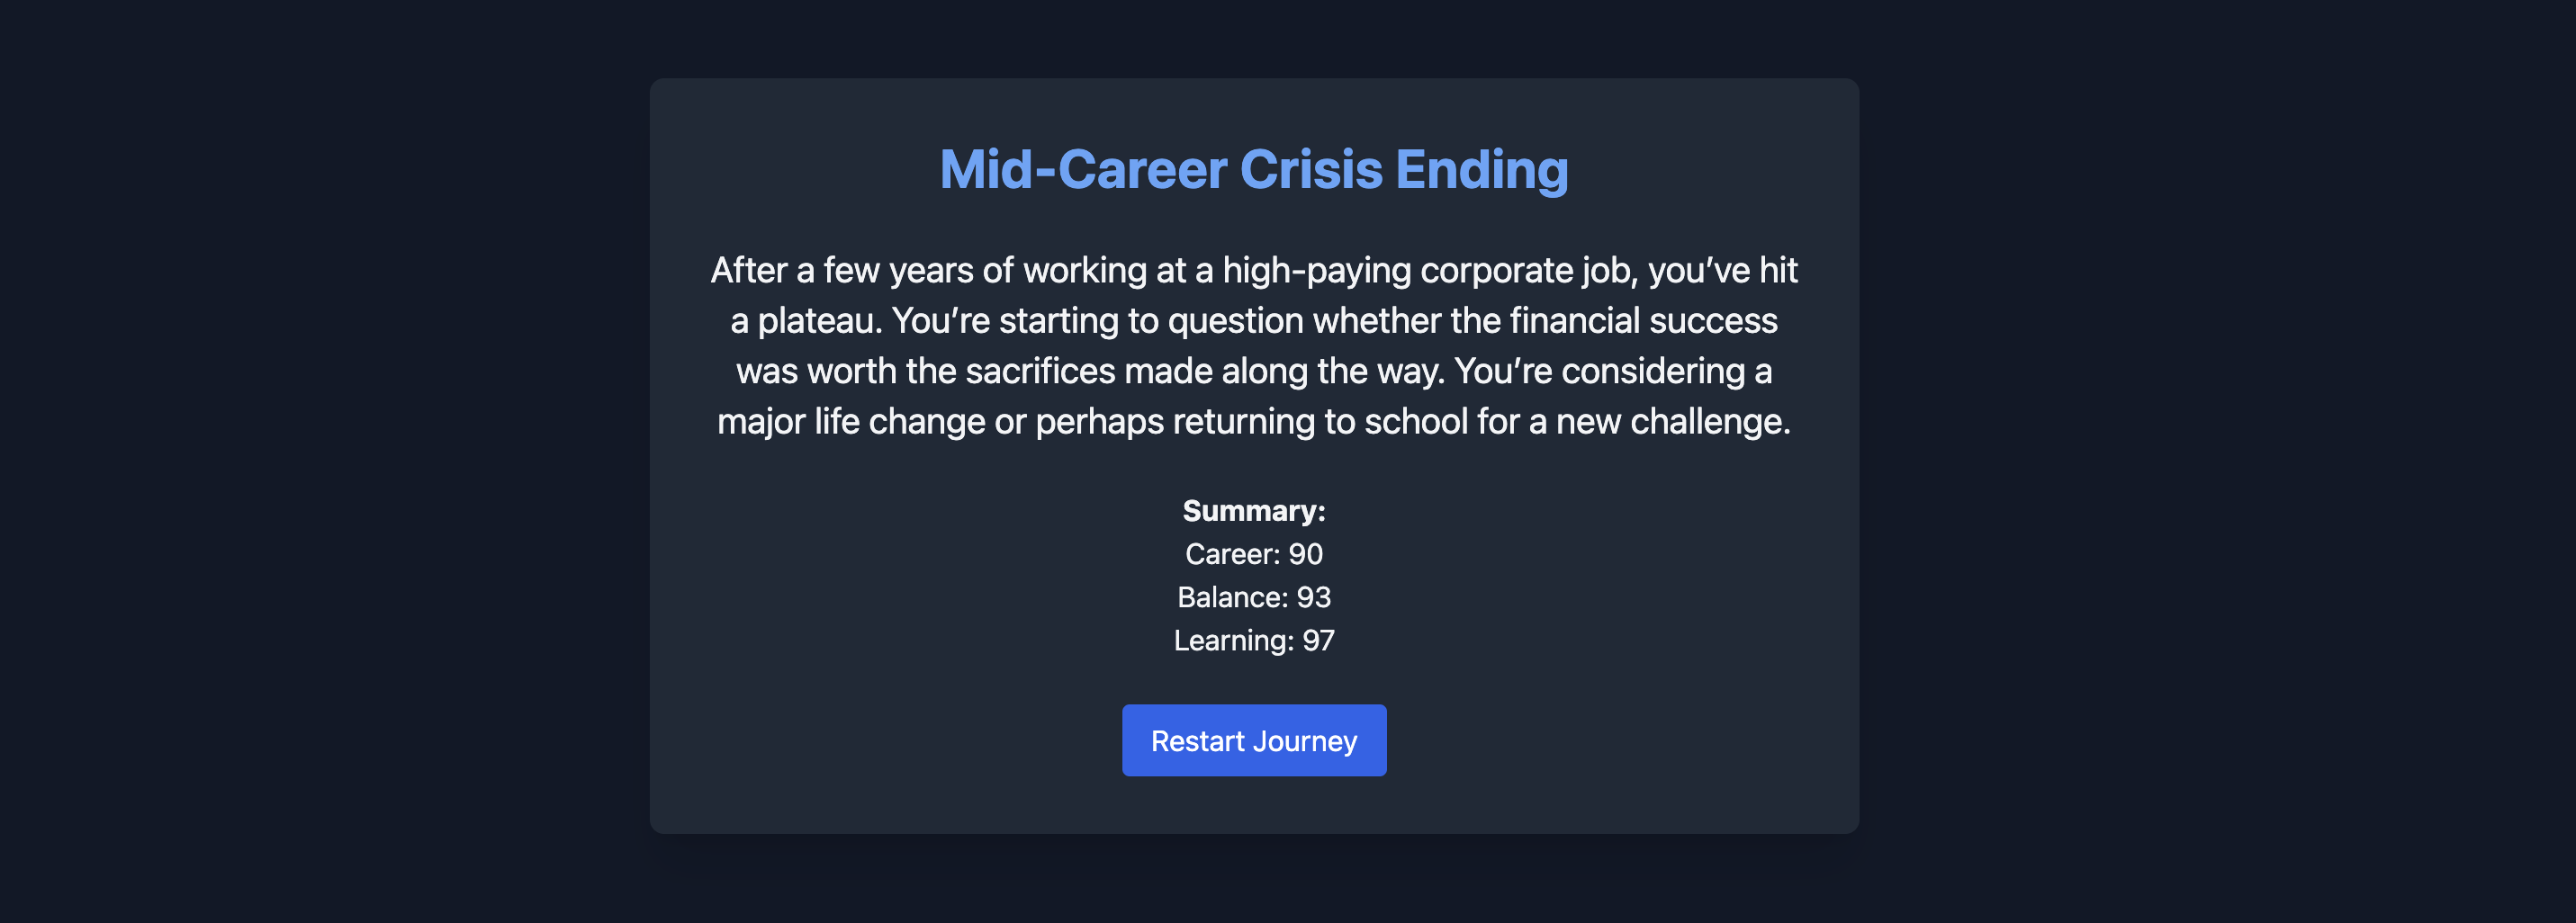 Mid-Career Crisis Ending
After a few years of working at a high-paying corporate job, you’ve hit
a plateau. You’re starting to question whether the financial success
was worth the sacrifices made along the way. You’re considering a
major life change or perhaps returning to school for a new challenge.
Summary:
Career: 90
Balance: 93
Learning: 97
Restart Journey